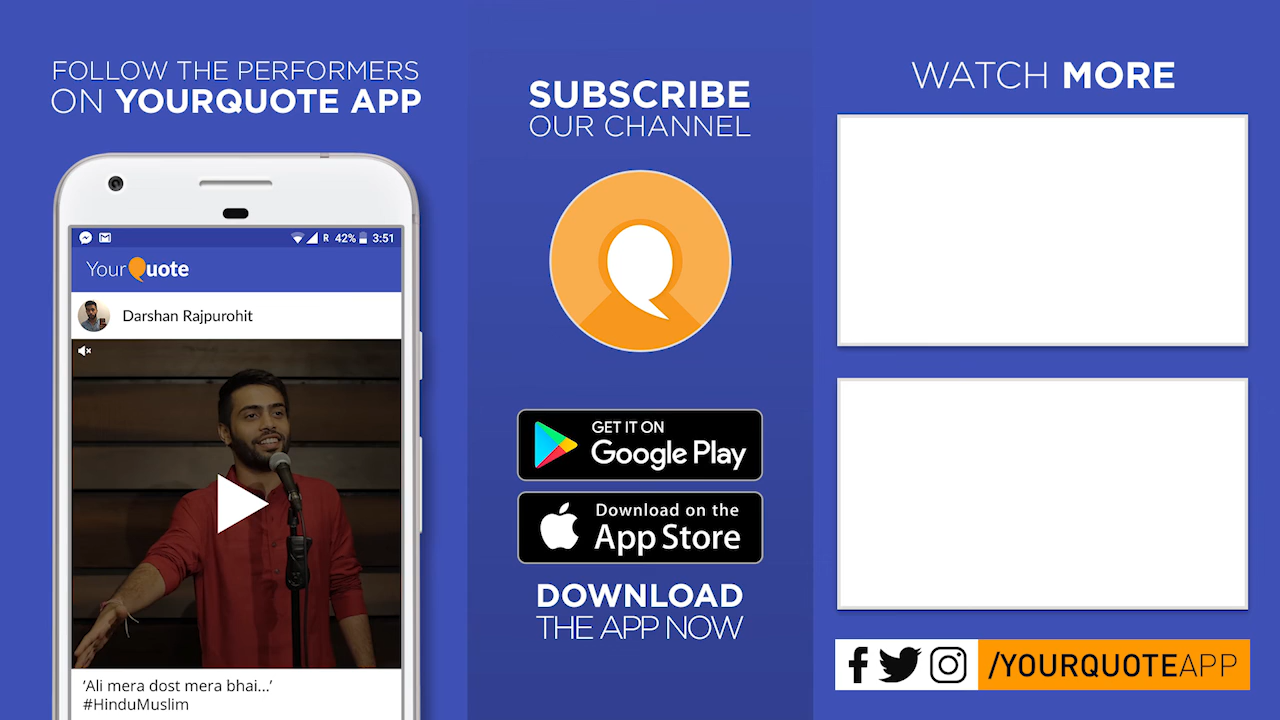 FOLLOW THE PERFORMERS
ON YOURQUOTE APP
R 42% 3:51
YourQuote
Darshan Rajpurohit
'Ali mera dost mera bhai...'
#HinduMuslim
SUBSCRIBE
OUR CHANNEL
GET IT ON
Google Play
Download on the
App Store
DOWNLOAD
THE APP NOW
WATCH MORE
/YOURQUOTEAPP